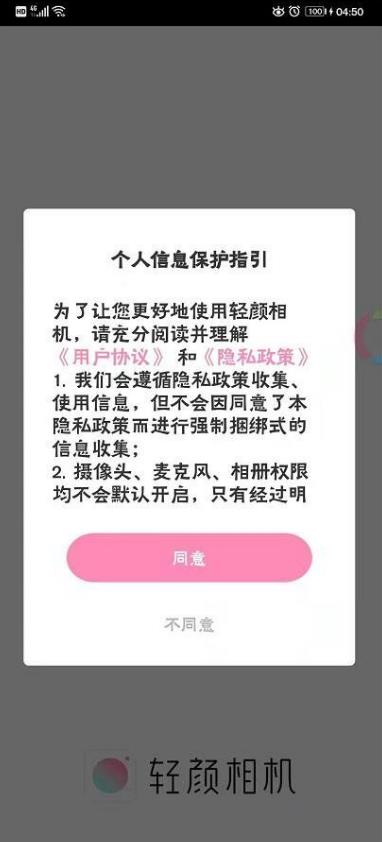 HD 4G 100 04:50
个人信息保护指引
为了让您更好地使用轻颜相
机，请充分阅读并理解
《用户协议》和《隐私政策》
1. 我们会遵循隐私政策收集、
使用信息，但不会因同意了本
隐私政策而进行强制捆绑式的
信息收集；
2. 摄像头、麦克风、相册权限
均不会默认开启，只有经过明
同意
不同意
轻颜相机